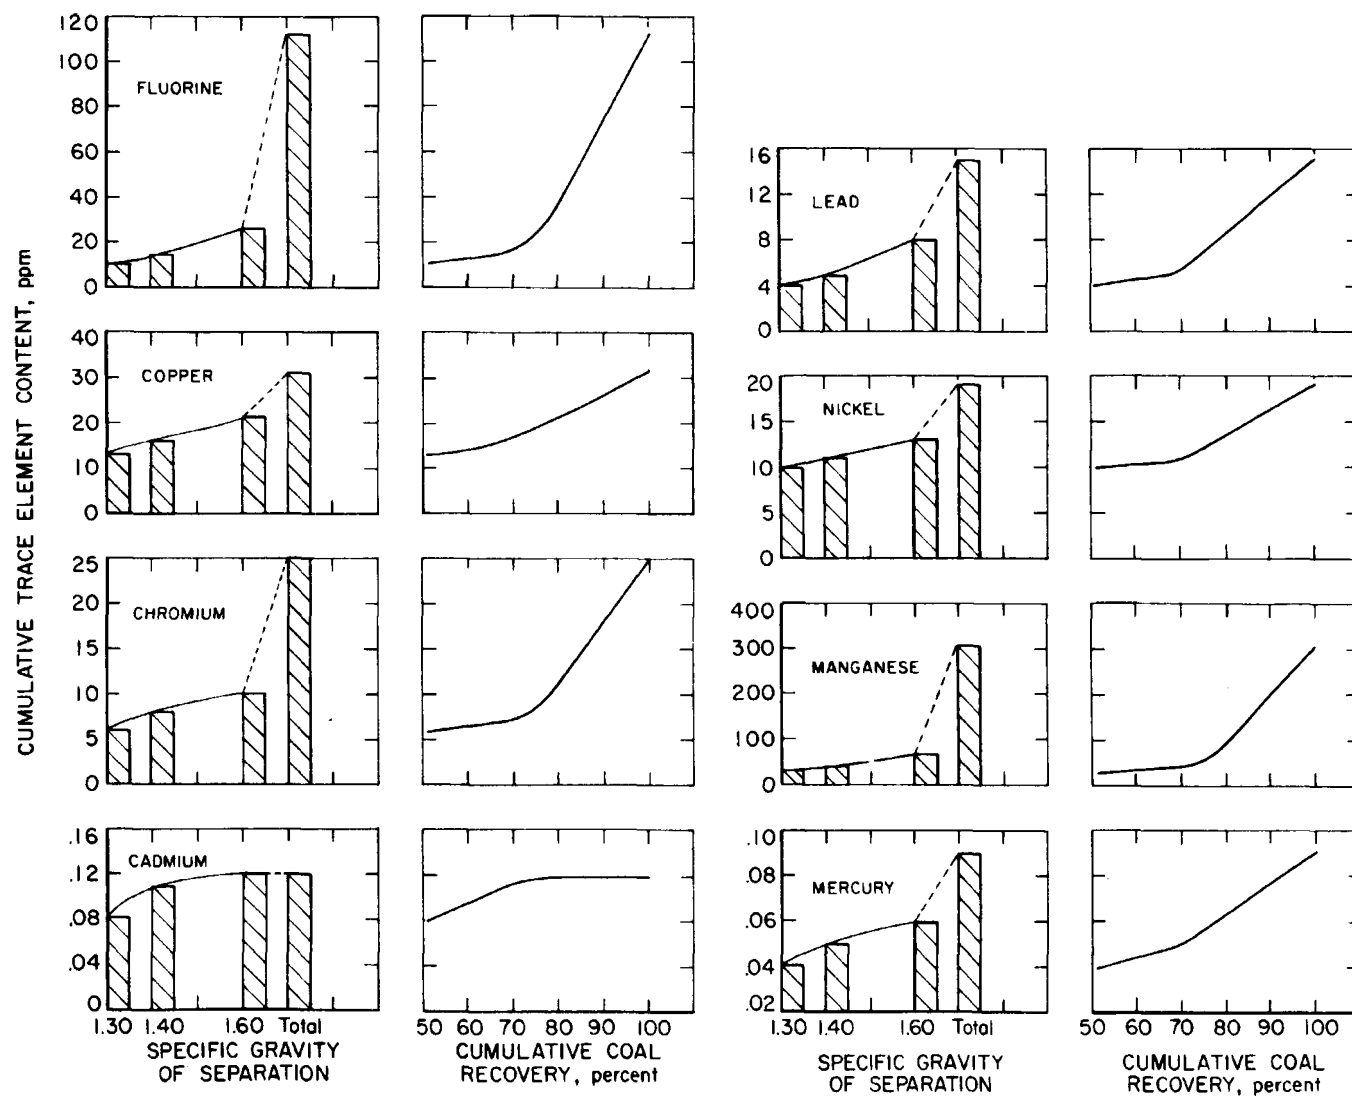 CUMULATIVE TRACE ELEMENT CONTENT, ppm
120
100
80
60
40
20
0
FLUORINE
40
30
20
10
0
COPPER
25
20
15
10
5
0
CHROMIUM
.16
.12
.08
.04
0
CADMIUM
1.30 1.40 1.60 Total
SPECIFIC GRAVITY
OF SEPARATION
50 60 70 80 90 100
CUMULATIVE COAL
RECOVERY, percent
16
12
8
4
0
LEAD
20
15
10
5
0
NICKEL
400
300
200
100
0
MANGANESE
.10
.08
.06
.04
.02
MERCURY
1.30 1.40 1.60 Total
SPECIFIC GRAVITY
OF SEPARATION
50 60 70 80 90 100
CUMULATIVE COAL
RECOVERY, percent